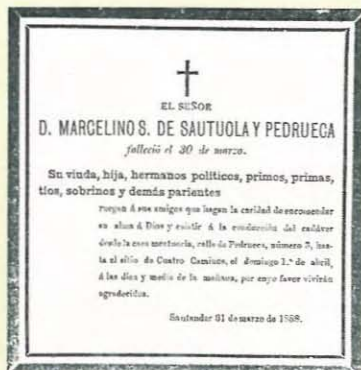 EL SEÑOR
D. MARCELINO S. DE SAUTUOLA Y PEDRUECA
falleció el 30 de marzo.
Su viuda, hija, hermanos políticos, primos, primas,
tíos, sobrinos y demás parientes
ruegan á sus amigos que hagan la caridad de encomendar
su alma á Dios y asistir á la conducción del cadáver
desde la casa mortuoria, calle de Pedrueca, número 3, has-
ta el sitio de Cuatro Caminos, el domingo 1.º de abril,
á las diez y media de la mañana, por cuyo favor vivirán
agradecidos.
Santander 31 de marzo de 1888.